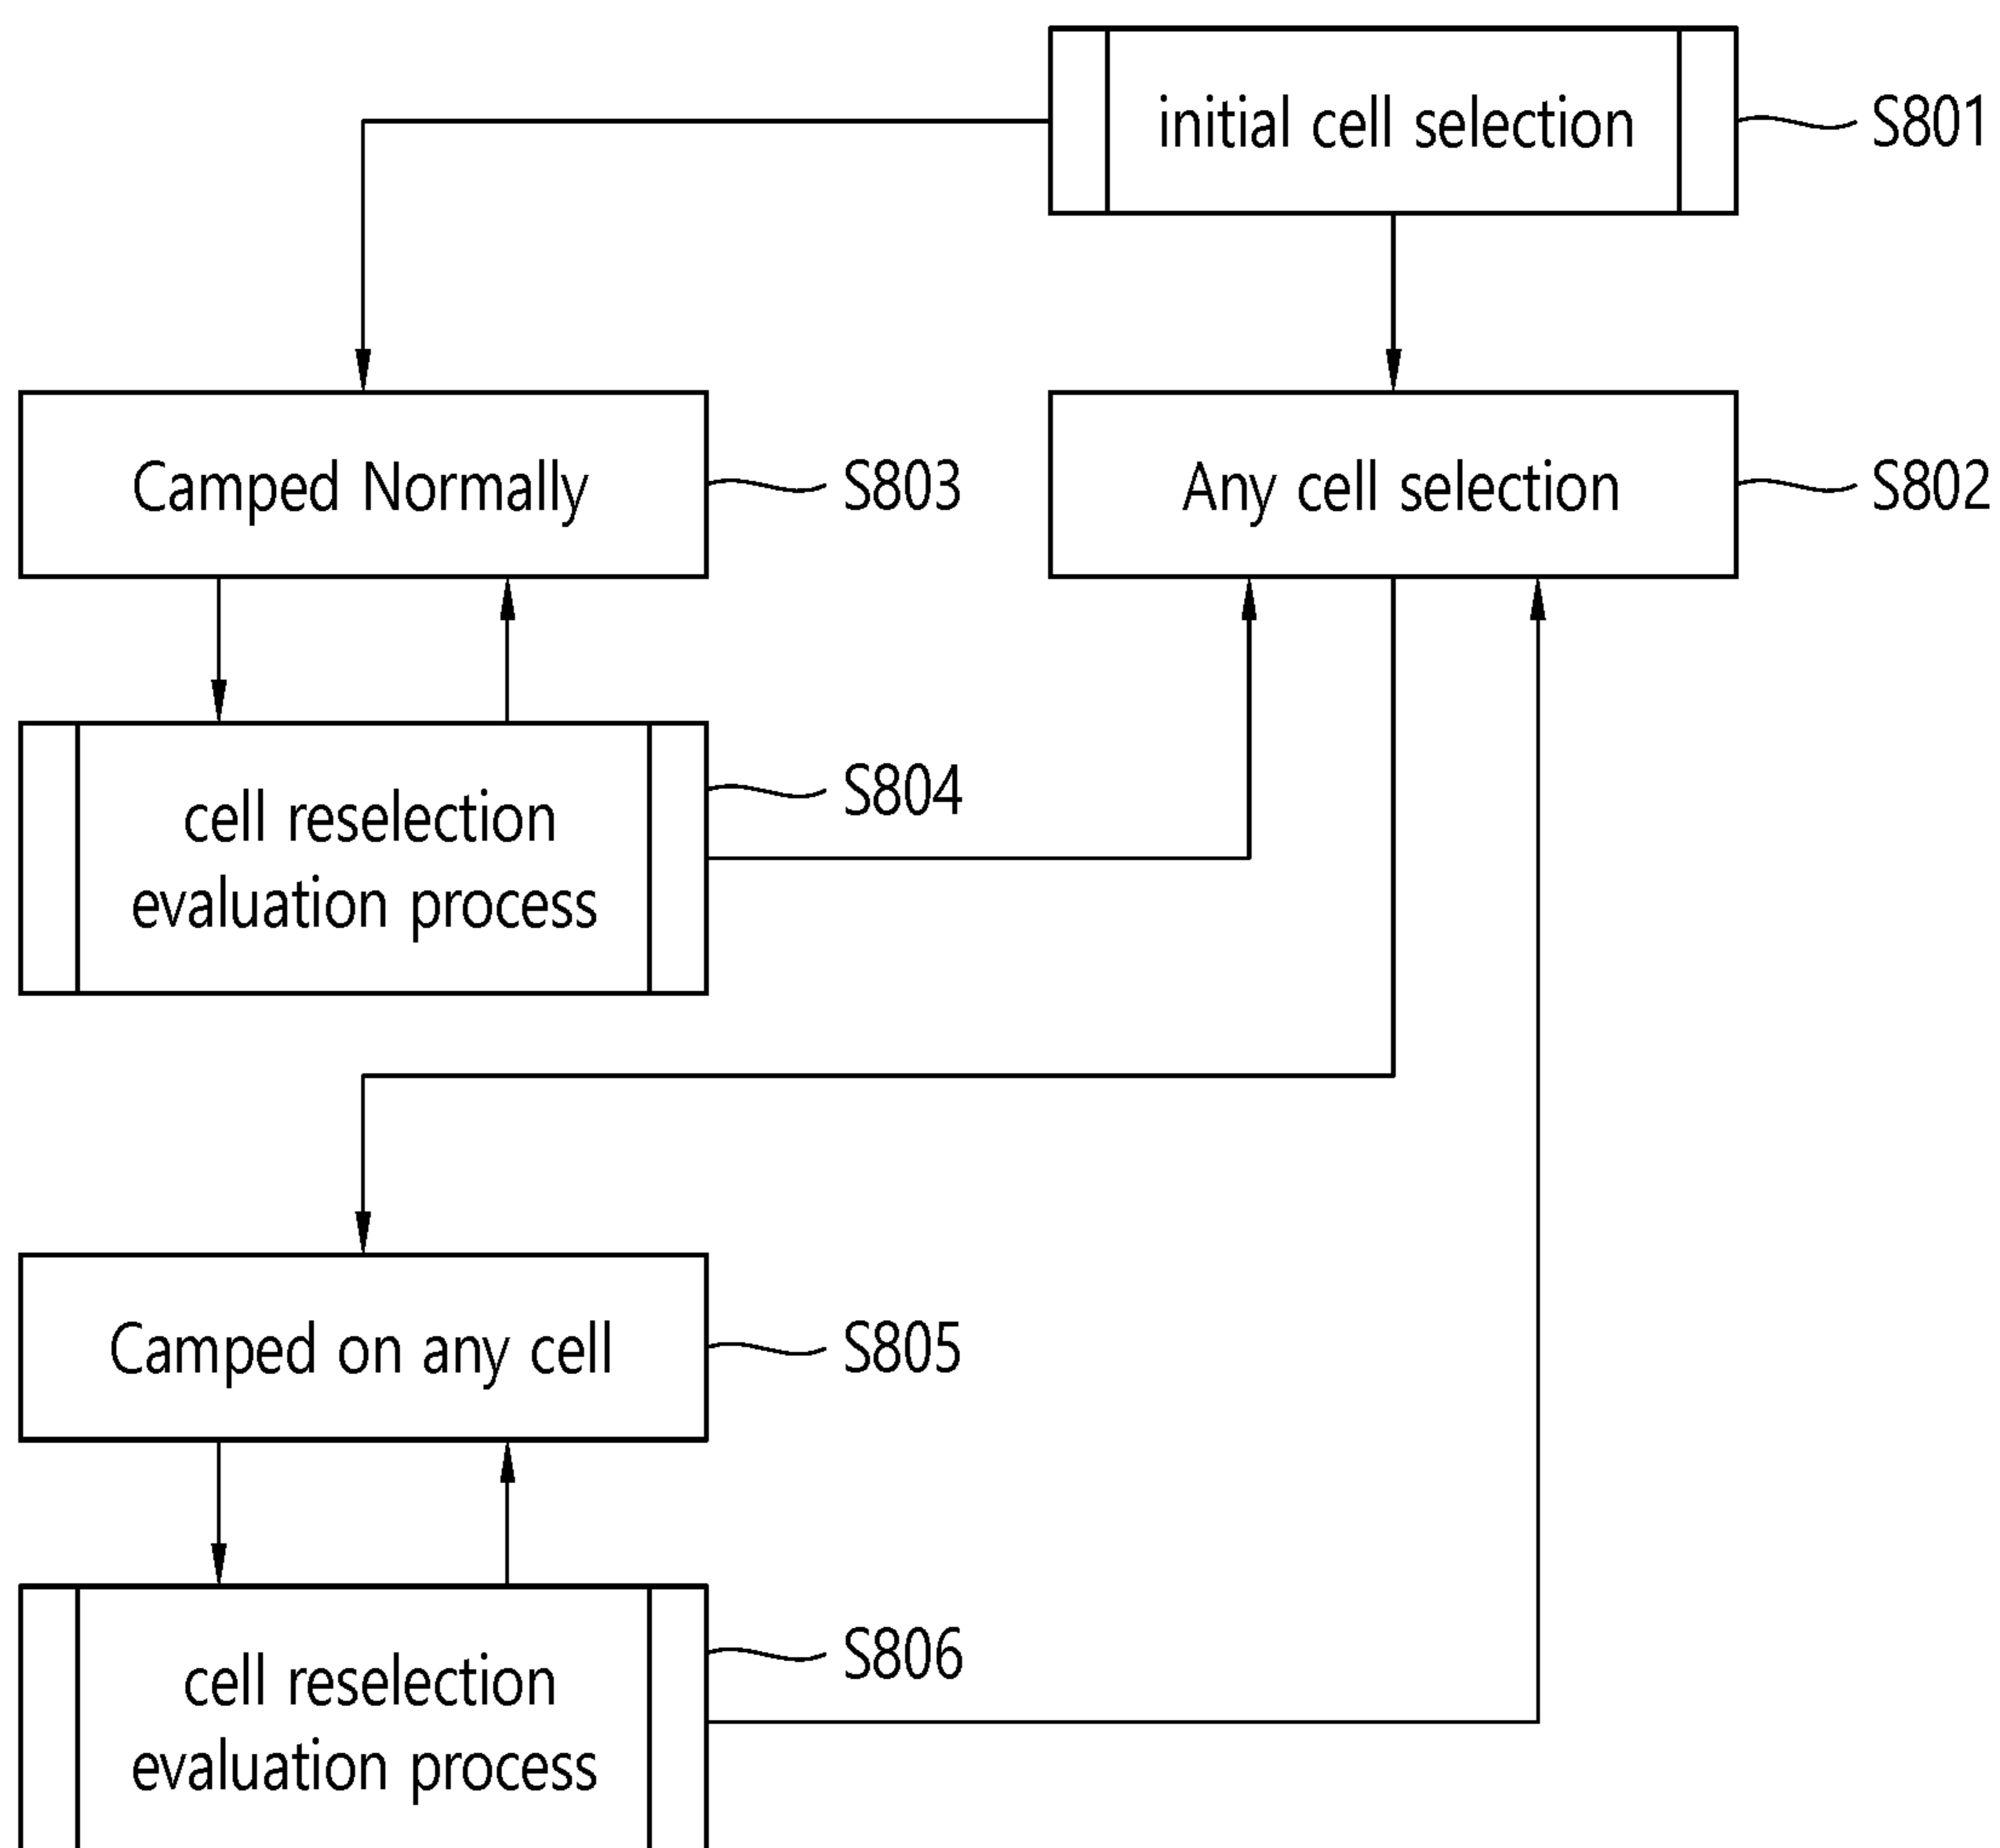 initial cell selection
S801
Camped Normally
S803
Any cell selection
S802
cell reselection
evaluation process
S804
Camped on any cell
S805
cell reselection
evaluation process
S806